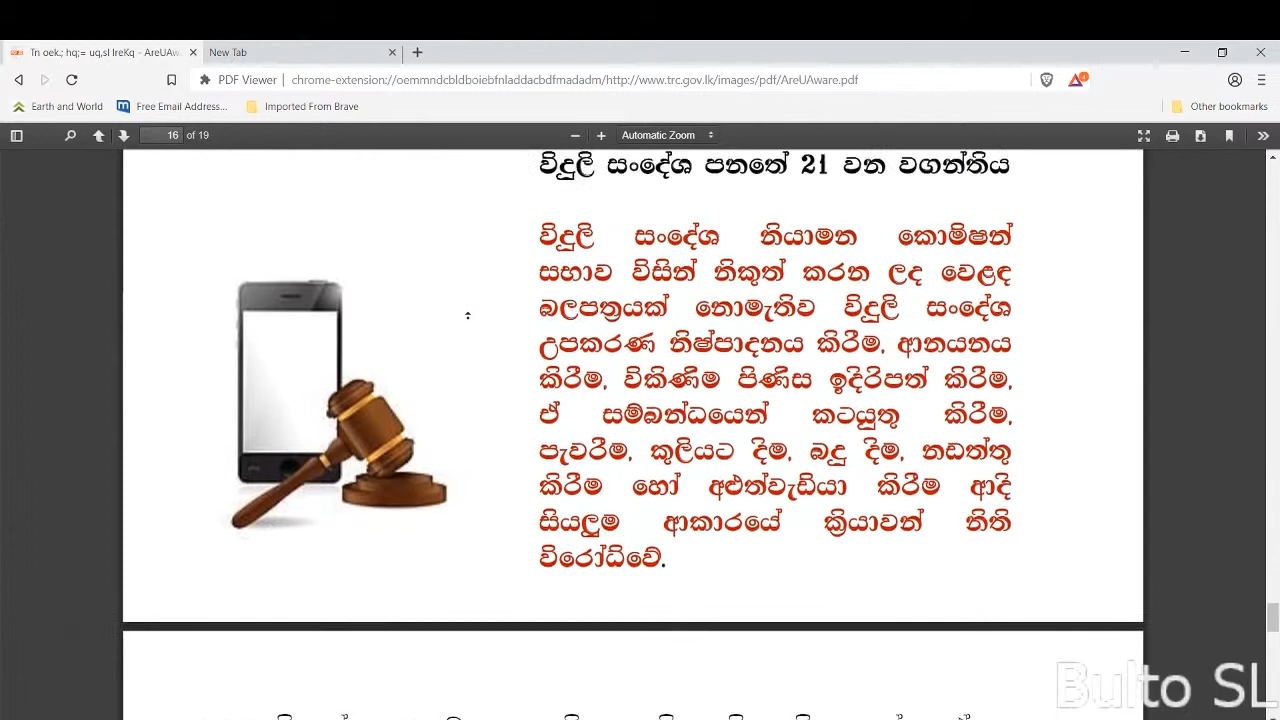 Tn oek.; hq;= uq,sl IreKq - AreUAw
New Tab
PDF Viewer | chrome-extension://oemmndcbldboiebfnladdacbdfmadadm/http://www.trc.gov.lk/images/pdf/AreUAware.pdf
4
Earth and World
Free Email Address...
Imported From Brave
Other bookmarks
16 of 19
Automatic Zoom
විදුලි සංදේශ පනතේ 21 වන වගන්තිය
විදුලි සංදේශ නියාමන කොමිෂන්
සභාව විසින් නිකුත් කරන ලද වෙළඳ
බලපත්‍රයක් නොමැතිව විදුලි සංදේශ
උපකරණ නිෂ්පාදනය කිරීම, ආනයනය
කිරීම, විකිණීම පිණිස ඉදිරිපත් කිරීම,
ඒ සම්බන්ධයෙන් කටයුතු කිරීම,
පැවරීම, කුලියට දීම, බදු දීම, නඩත්තු
කිරීම හෝ අළුත්වැඩියා කිරීම ආදි
සියලුම ආකාරයේ ක්‍රියාවන් නීති
විරෝධීවේ.
Bulto SL